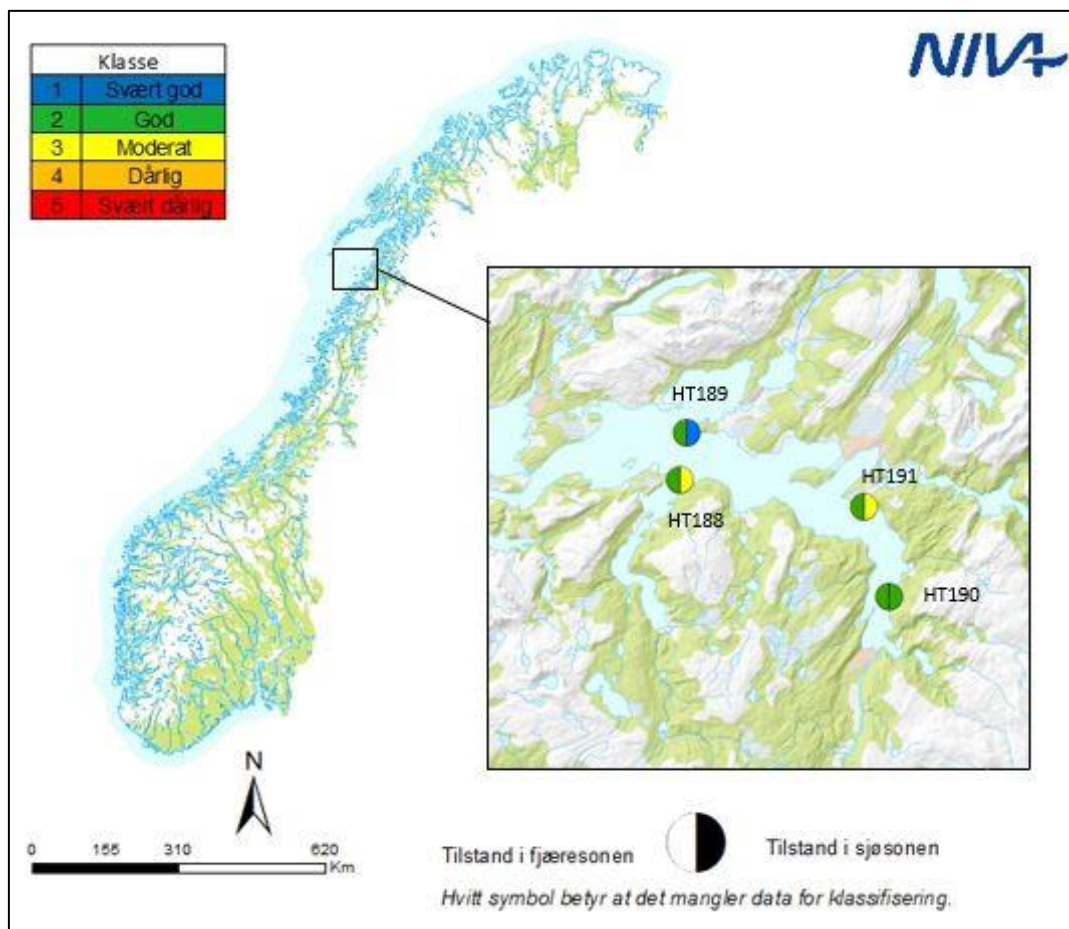 Klasse
1 Svært god
2 God
3 Moderat
4 Dårlig
5 Svært dårlig
NIVA
HT189
HT191
HT188
HT190
N
0 155 310 620
Km
Tilstand i fjæresonen
Tilstand i sjøsonen
Hvitt symbol betyr at det mangler data for klassifisering.